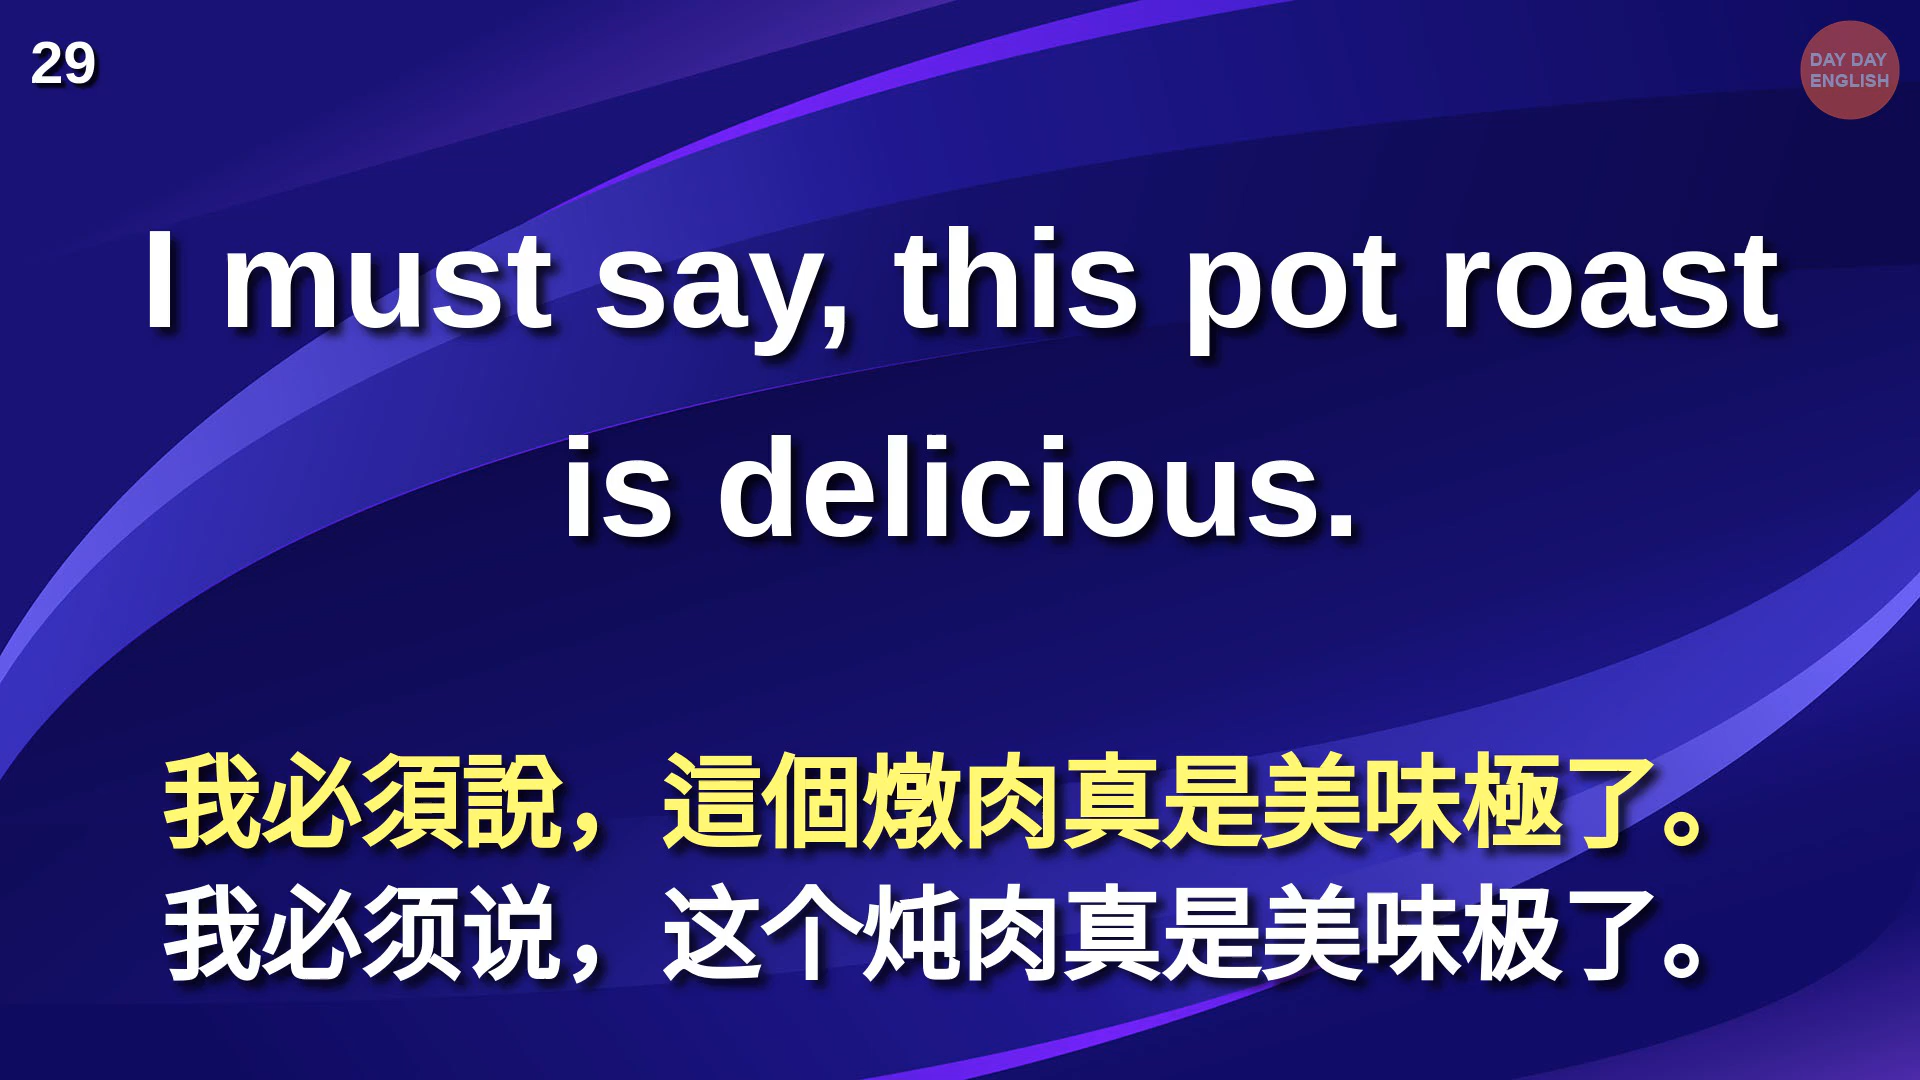 29
DAY DAY
ENGLISH
I must say, this pot roast
is delicious.
我必須說，這個燉肉真是美味極了。
我必须说，这个炖肉真是美味极了。